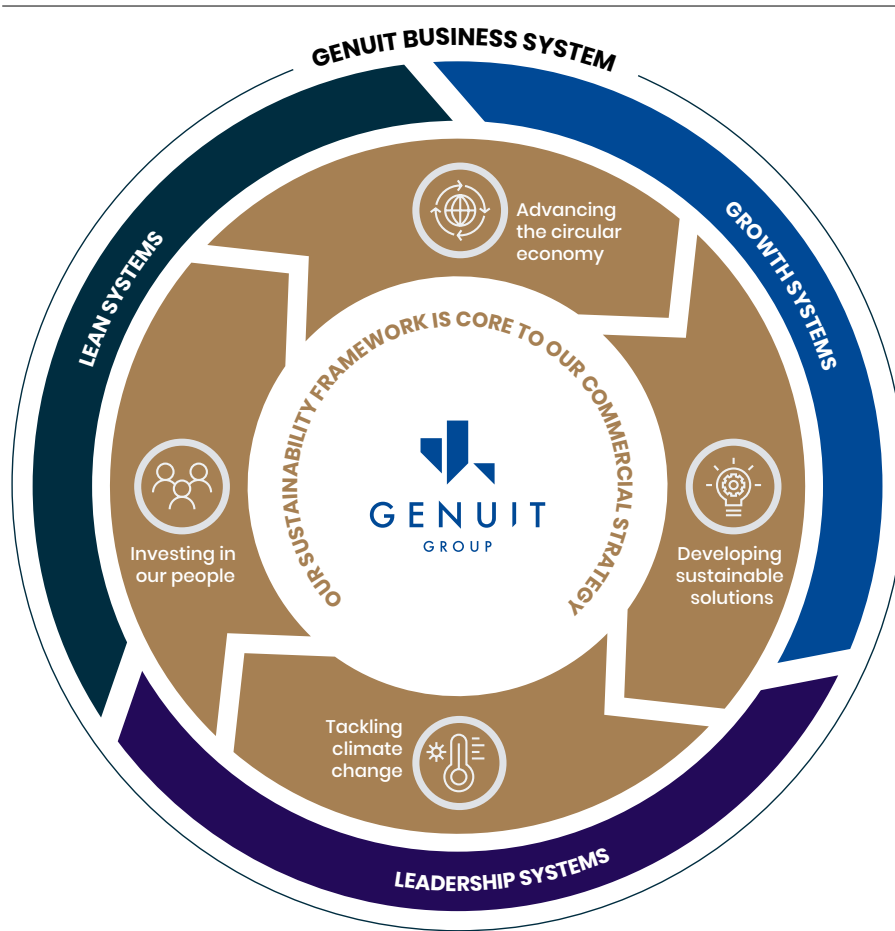 GENUIT BUSINESS SYSTEM
LEAN SYSTEMS
GROWTH SYSTEMS
LEADERSHIP SYSTEMS
Advancing
the circular
economy
Developing
sustainable
solutions
Tackling
climate
change
Investing in
our people
OUR SUSTAINABILITY FRAMEWORK IS CORE TO OUR COMMERCIAL STRATEGY
GENUIT
GROUP